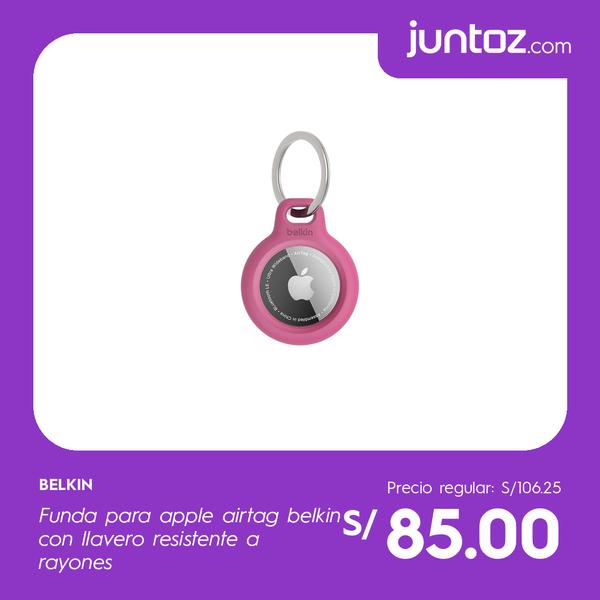 juntoz.com
belkin
BELKIN
Precio regular: S/106.25
Funda para apple airtag belkin
con llavero resistente a
rayones
S/ 85.00